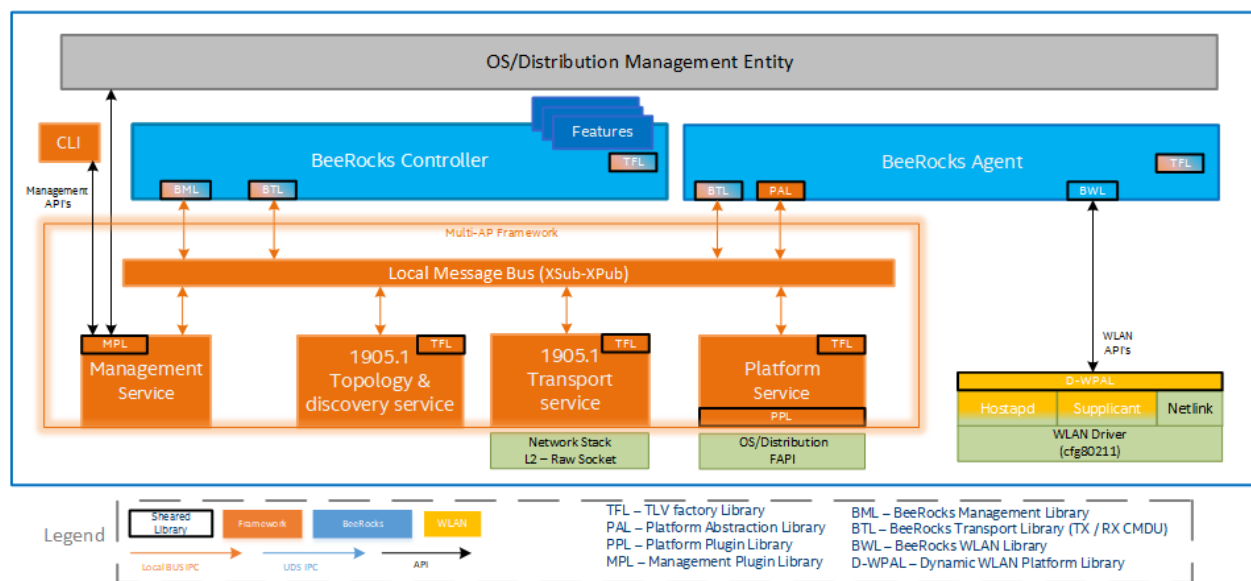 OS/Distribution Management Entity
CLI
Features
BeeRocks Controller
TFL
BeeRocks Agent
TFL
Management
API's
BML
BTL
BTL
PAL
BWL
Multi-AP Framework
Local Message Bus (XSub-XPub)
MPL
Management
Service
TFL
1905.1
Topology &
discovery service
TFL
1905.1
Transport
service
TFL
Platform
Service
PPL
WLAN
API's
D-WPAL
Hostapd
Supplicant
Netlink
WLAN Driver
(cfg80211)
Network Stack
L2 – Raw Socket
OS/Distribution
FAPI
Legend
Sheared
Library
Framework
BeeRocks
WLAN
Local BUS IPC
UDS IPC
API
TFL – TLV factory Library
PAL – Platform Abstraction Library
PPL – Platform Plugin Library
MPL – Management Plugin Library
BML – BeeRocks Management Library
BTL – BeeRocks Transport Library (TX / RX CMDU)
BWL – BeeRocks WLAN Library
D-WPAL – Dynamic WLAN Platform Library